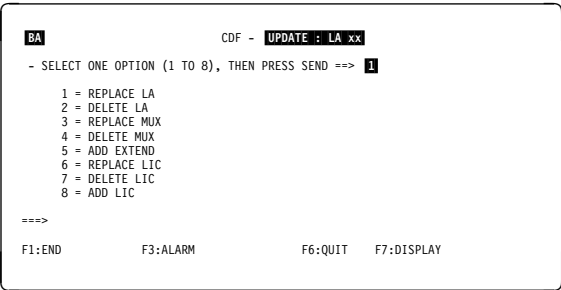 BA CDF - UPDATE : LA xx
- SELECT ONE OPTION (1 TO 8), THEN PRESS SEND ==> 1
1 = REPLACE LA
2 = DELETE LA
3 = REPLACE MUX
4 = DELETE MUX
5 = ADD EXTEND
6 = REPLACE LIC
7 = DELETE LIC
8 = ADD LIC
===>
F1:END F3:ALARM F6:QUIT F7:DISPLAY